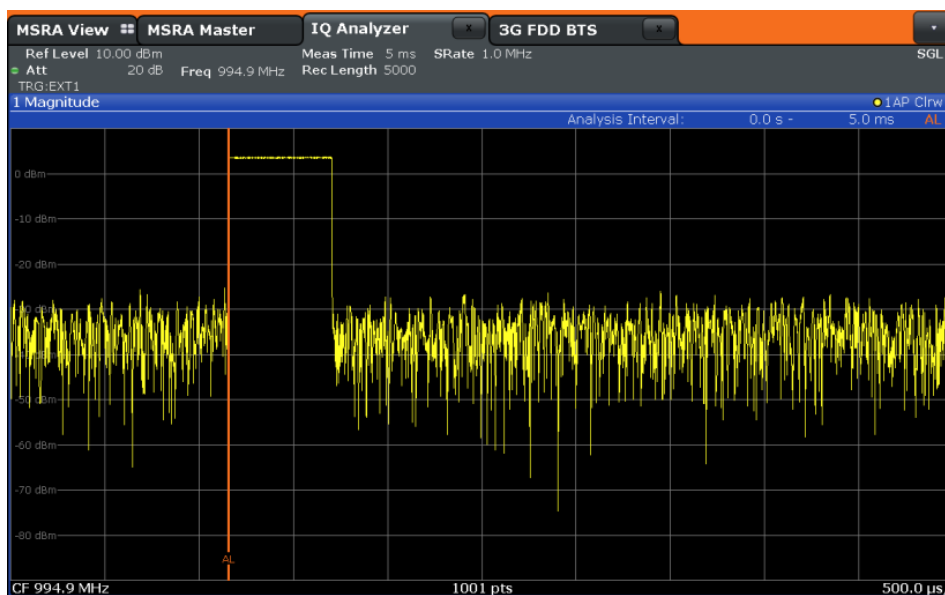 MSRA View MSRA Master IQ Analyzer x 3G FDD BTS x
Ref Level 10.00 dBm Meas Time 5 ms SRate 1.0 MHz SGL
Att 20 dB Freq 994.9 MHz Rec Length 5000
TRG:EXT1
1 Magnitude 1AP Clrw
Analysis Interval: 0.0 s - 5.0 ms AL
0 dBm
-10 dBm
-20 dBm
-50 dBm
-60 dBm
-70 dBm
-80 dBm
AL
CF 994.9 MHz 1001 pts 500.0 µs